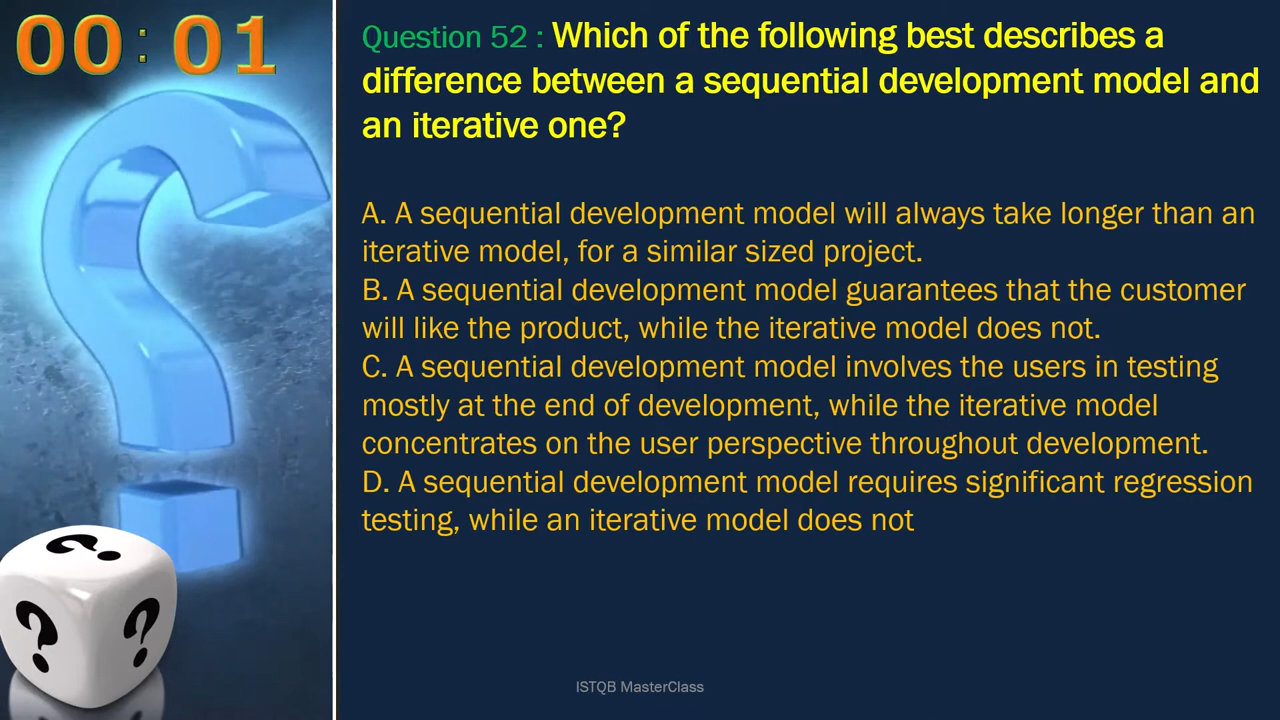 00:01
Question 52 : Which of the following best describes a
difference between a sequential development model and
an iterative one?
A. A sequential development model will always take longer than an
iterative model, for a similar sized project.
B. A sequential development model guarantees that the customer
will like the product, while the iterative model does not.
C. A sequential development model involves the users in testing
mostly at the end of development, while the iterative model
concentrates on the user perspective throughout development.
D. A sequential development model requires significant regression
testing, while an iterative model does not
? ? ?
ISTQB MasterClass